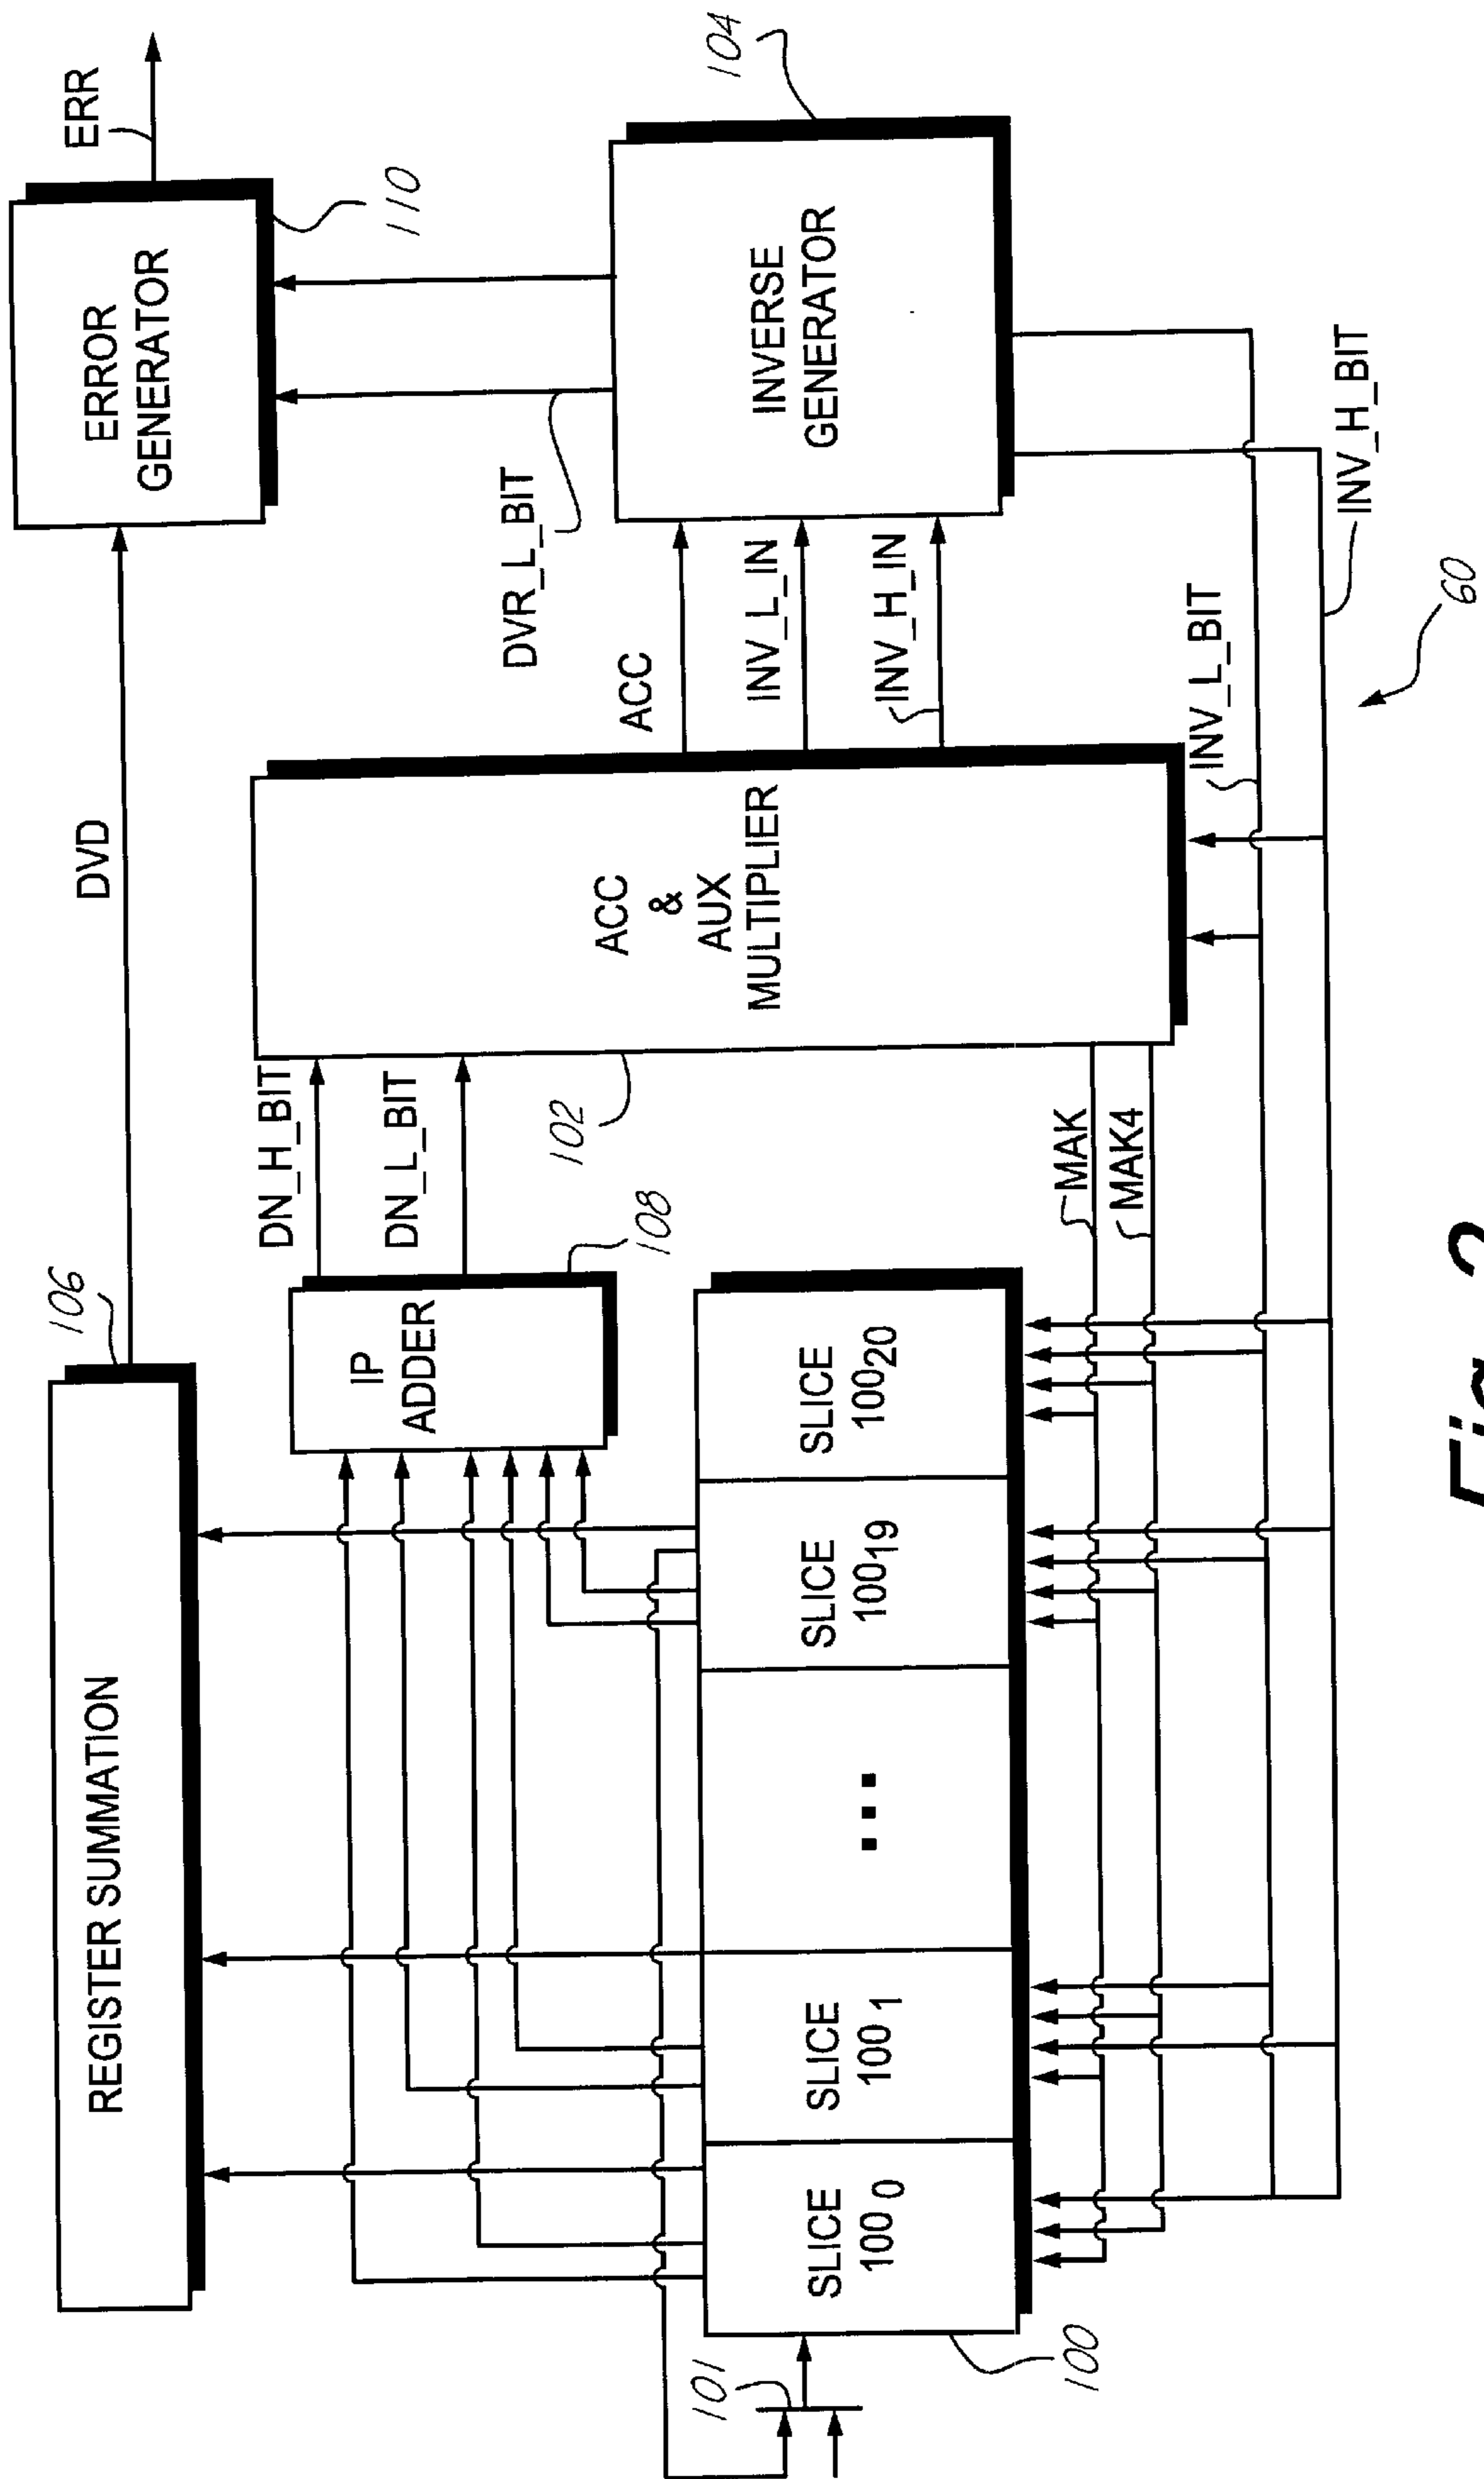 ERR
ERROR
GENERATOR
110
DVD
106
REGISTER SUMMATION
104
INVERSE
GENERATOR
DVR_L_BIT
ACC
INV_L_IN
INV_H_IN
ACC
&
AUX
MULTIPLIER
102
DN_H_BIT
DN_L_BIT
IP
ADDER
108
SLICE
100 0
SLICE
100 1
...
SLICE
100 19
SLICE
100 20
100
101
MAK
MAK4
INV_L_BIT
INV_H_BIT
60